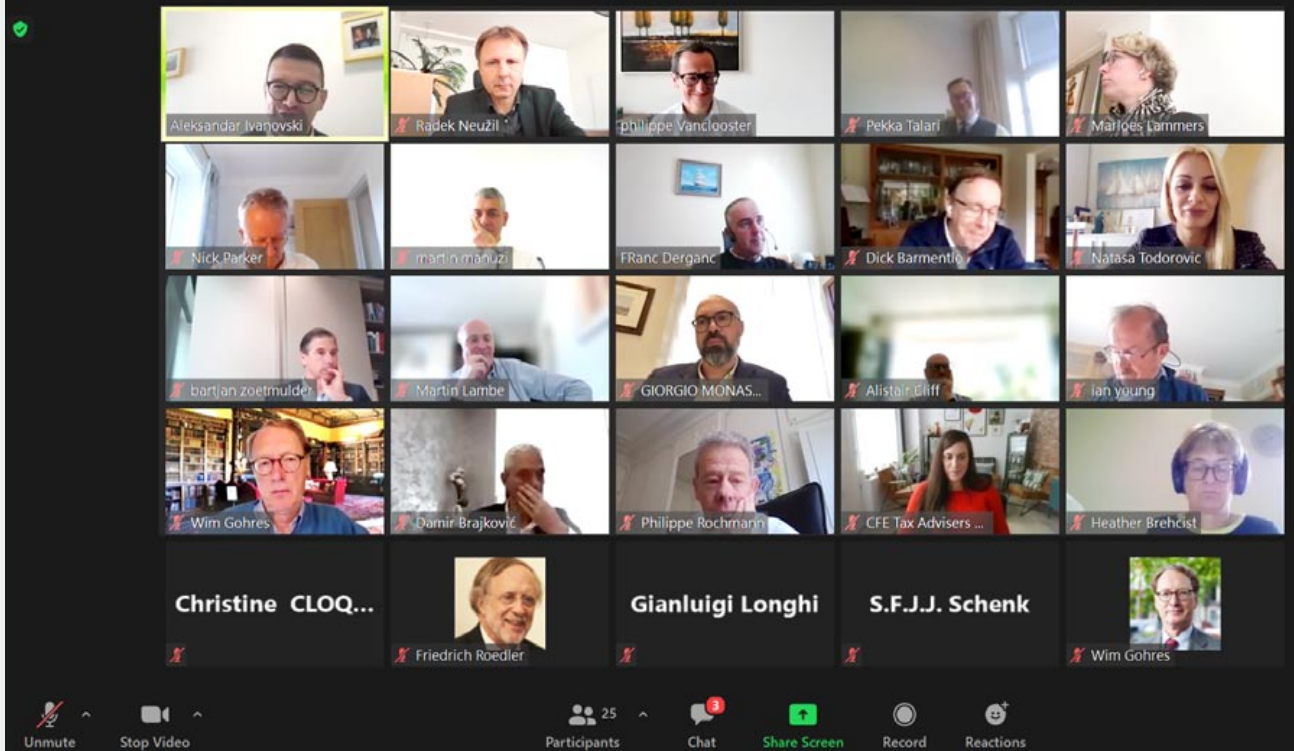 Aleksandar Ivanovski
Radek Neužil
philippe Vanclooster
Pekka Talari
Marloes Lammers
Nick Parker
martin manuzi
FRanc Derganc
Dick Barmentlo
Natasa Todorovic
bartjan zoetmulder
Martin Lambe
GIORGIO MONAS...
Alistair Cliff
ian young
Wim Gohres
Damir Brajković
Philippe Rochmann
CFE Tax Advisers ...
Heather Brehcist
Christine CLOQ...
Friedrich Roedler
Gianluigi Longhi
S.F.J.J. Schenk
Wim Gohres
Unmute
Stop Video
25
Participants
3
Chat
Share Screen
Record
Reactions